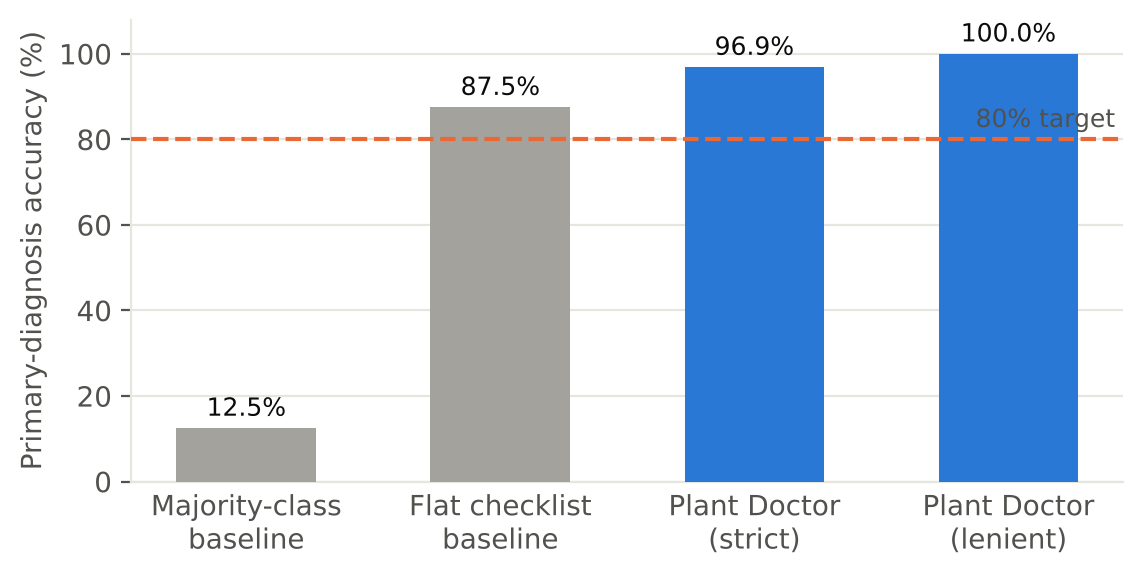 Primary-diagnosis accuracy (%)
100
80
60
40
20
0
12.5%
87.5%
96.9%
100.0%
80% target
Majority-class
baseline
Flat checklist
baseline
Plant Doctor
(strict)
Plant Doctor
(lenient)